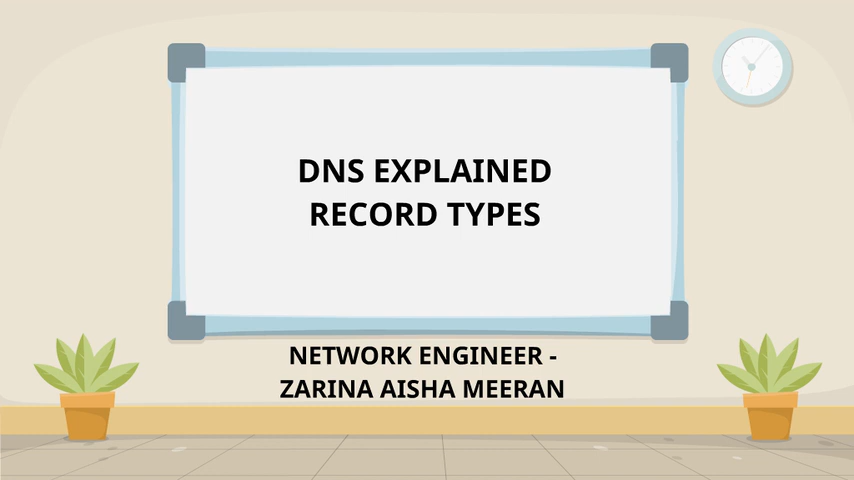 DNS EXPLAINED
RECORD TYPES
NETWORK ENGINEER -
ZARINA AISHA MEERAN